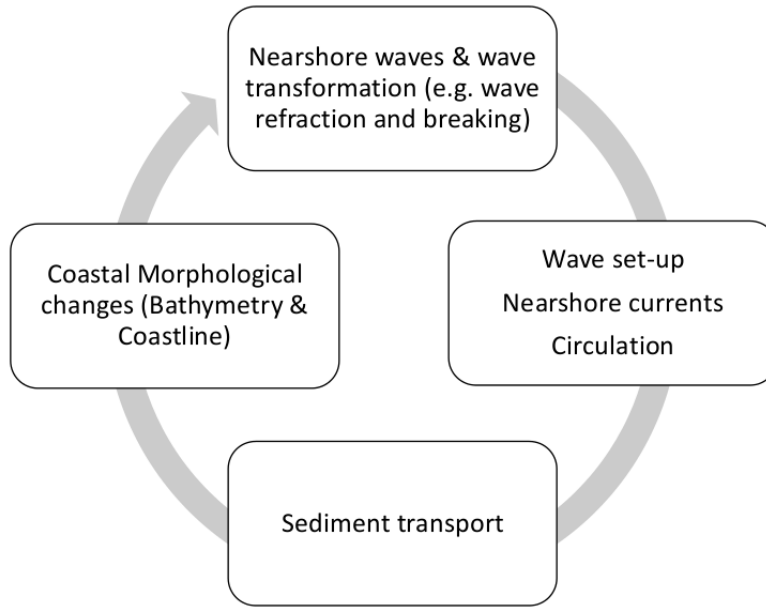 Nearshore waves & wave
transformation (e.g. wave
refraction and breaking)
Wave set-up
Nearshore currents
Circulation
Sediment transport
Coastal Morphological
changes (Bathymetry &
Coastline)